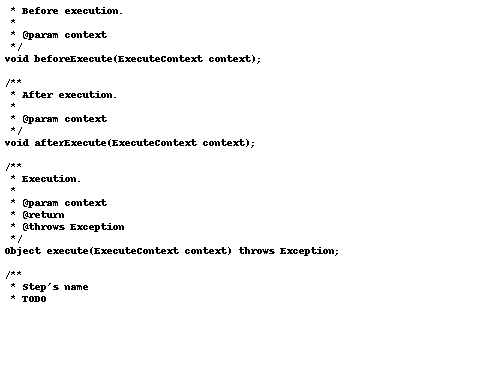 * Before execution.
*
* @param context
*/
void beforeExecute(ExecuteContext context);
/**
* After execution.
*
* @param context
*/
void afterExecute(ExecuteContext context);
/**
* Execution.
*
* @param context
* @return
* @throws Exception
*/
Object execute(ExecuteContext context) throws Exception;
/**
* Step's name
* TODO